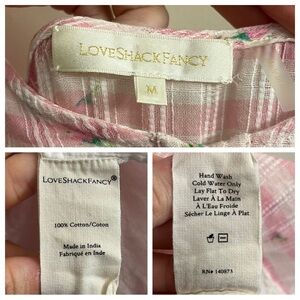 LOVESHACKFANCY
M
LOVESHACKFANCY®
100% Cotton/Coton
Made in India
Fabriqué en Inde
Hand Wash
Cold Water Only
Lay Flat To Dry
Laver À La Main
À L'Eau Froide
Sécher Le Linge À Plat
RN# 140873